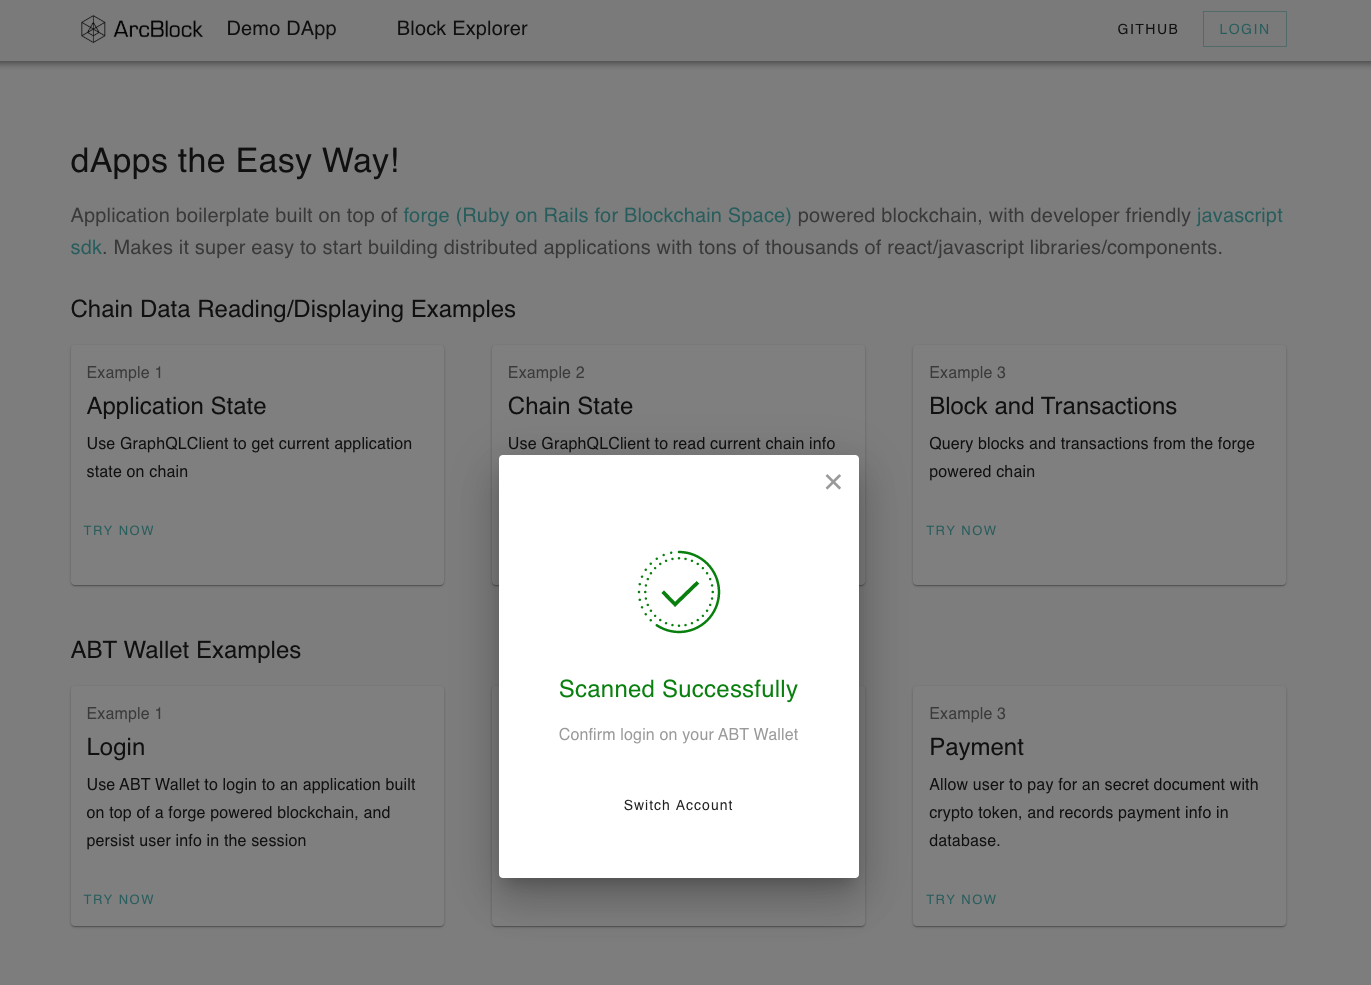 ArcBlock Demo DApp Block Explorer GITHUB LOGIN
dApps the Easy Way!
Application boilerplate built on top of forge (Ruby on Rails for Blockchain Space) powered blockchain, with developer friendly javascript
sdk. Makes it super easy to start building distributed applications with tons of thousands of react/javascript libraries/components.
Chain Data Reading/Displaying Examples
Example 1
Application State
Use GraphQLClient to get current application
state on chain
TRY NOW
Example 2
Chain State
Use GraphQLClient to read current chain info
Example 3
Block and Transactions
Query blocks and transactions from the forge
powered chain
TRY NOW
Scanned Successfully
Confirm login on your ABT Wallet
Switch Account
ABT Wallet Examples
Example 1
Login
Use ABT Wallet to login to an application built
on top of a forge powered blockchain, and
persist user info in the session
TRY NOW
Example 3
Payment
Allow user to pay for an secret document with
crypto token, and records payment info in
database.
TRY NOW